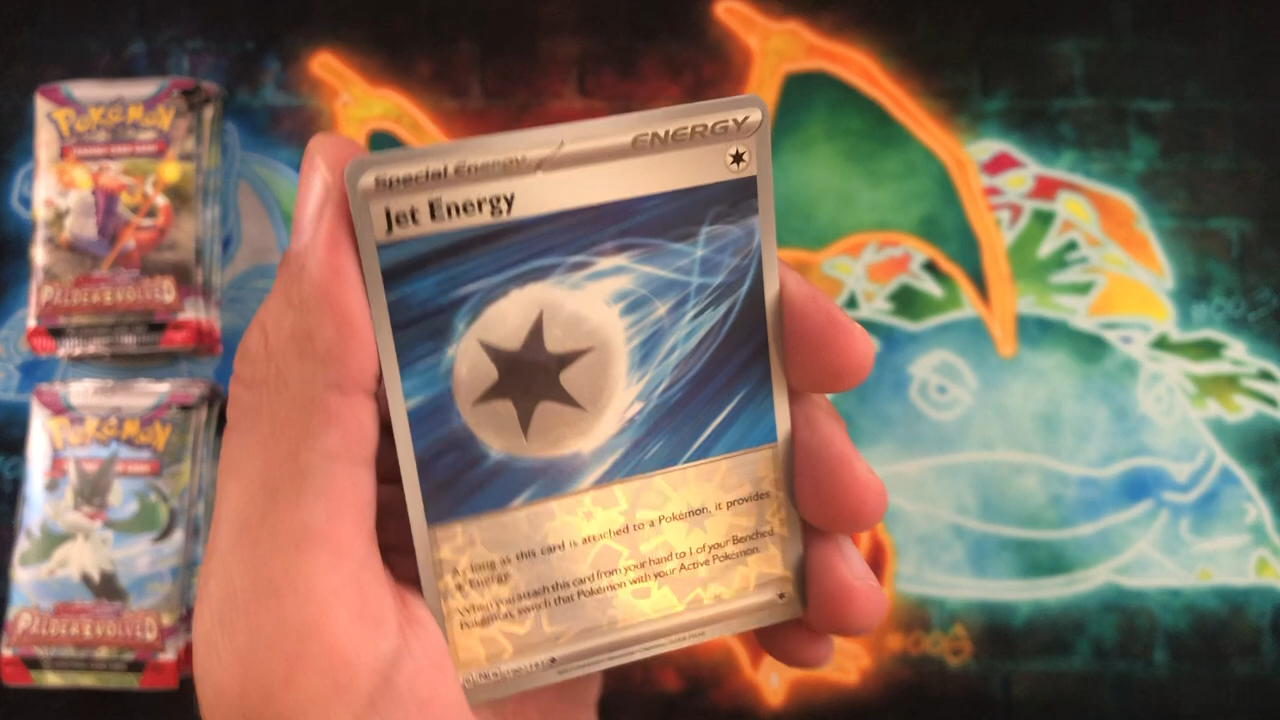 POKÉMON
PALDEA EVOLVED
POKÉMON
PALDEA EVOLVED
Special Energy
ENERGY
Jet Energy
As long as this card is attached to a Pokémon, it provides
Energy.
When you attach this card from your hand to 1 of your Benched
Pokémon, switch that Pokémon with your Active Pokémon.